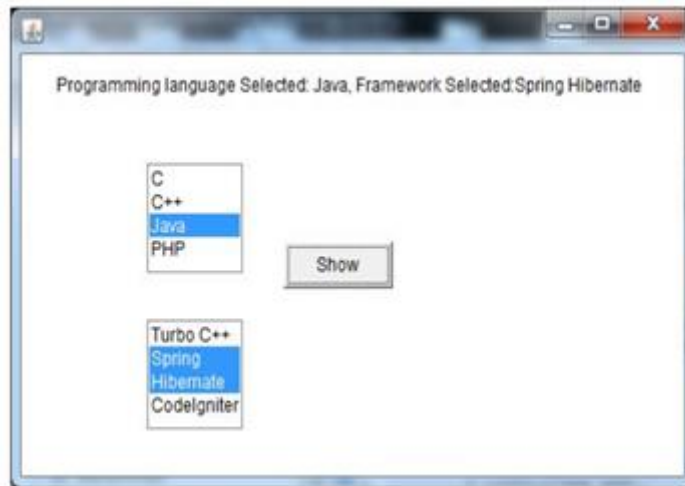 Programming language Selected: Java, Framework Selected:Spring Hibernate
C
C++
Java
PHP
Show
Turbo C++
Spring
Hibernate
CodeIgniter